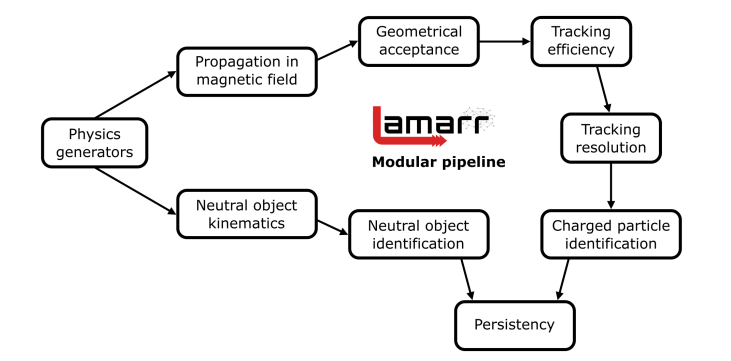 Geometrical
acceptance
Tracking
efficiency
Propagation in
magnetic field
Physics
generators
Lamarr
Modular pipeline
Tracking
resolution
Neutral object
kinematics
Neutral object
identification
Charged particle
identification
Persistency